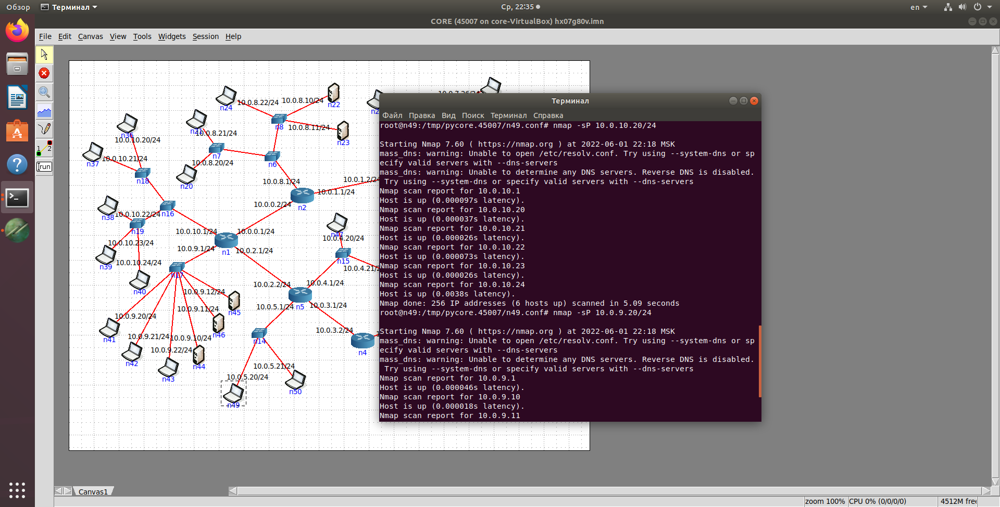 Обзор
Терминал
Ср, 22:35
en
CORE (45007 on core-VirtualBox) hx07g80v.imn
File Edit Canvas View Tools Widgets Session Help
1 2
run
n24
10.0.8.22/24
10.0.8.10/24
n22
n8
10.0.8.11/24
n23
n21
10.0.8.21/24
n7
10.0.8.20/24
n20
n6
10.0.8.1/24
n36
10.0.10.20/24
n37
10.0.10.21/24
n18
n38
10.0.10.22/24
n16
n19
10.0.10.23/24
n39
10.0.10.24/24
n40
10.0.10.1/24
10.0.0.1/24
10.0.0.2/24
n2
10.0.1.1/24
n1
10.0.9.1/24
10.0.2.1/24
n47
10.0.4.20/24
n15
n17
10.0.9.12/24
n45
10.0.9.11/24
n46
10.0.9.20/24
n41
10.0.9.21/24
n42
10.0.9.22/24
n43
10.0.9.10/24
n44
10.0.2.2/24
10.0.4.1/24
n5
10.0.5.1/24
10.0.3.1/24
10.0.3.2/24
n4
n14
10.0.5.21/24
10.0.5.20/24
n50
n49
Терминал
Файл Правка Вид Поиск Терминал Справка
root@n49:/tmp/pycore.45007/n49.conf# nmap -sP 10.0.10.20/24
Starting Nmap 7.60 ( https://nmap.org ) at 2022-06-01 22:18 MSK
mass_dns: warning: Unable to open /etc/resolv.conf. Try using --system-dns or sp
ecify valid servers with --dns-servers
mass_dns: warning: Unable to determine any DNS servers. Reverse DNS is disabled.
Try using --system-dns or specify valid servers with --dns-servers
Nmap scan report for 10.0.10.1
Host is up (0.000097s latency).
Nmap scan report for 10.0.10.20
Host is up (0.000037s latency).
Nmap scan report for 10.0.10.21
Host is up (0.000026s latency).
Nmap scan report for 10.0.10.22
Host is up (0.000073s latency).
Nmap scan report for 10.0.10.23
Host is up (0.000026s latency).
Nmap scan report for 10.0.10.24
Host is up (0.0038s latency).
Nmap done: 256 IP addresses (6 hosts up) scanned in 5.09 seconds
root@n49:/tmp/pycore.45007/n49.conf# nmap -sP 10.0.9.20/24
Starting Nmap 7.60 ( https://nmap.org ) at 2022-06-01 22:18 MSK
mass_dns: warning: Unable to open /etc/resolv.conf. Try using --system-dns or sp
ecify valid servers with --dns-servers
mass_dns: warning: Unable to determine any DNS servers. Reverse DNS is disabled.
Try using --system-dns or specify valid servers with --dns-servers
Nmap scan report for 10.0.9.1
Host is up (0.000046s latency).
Nmap scan report for 10.0.9.10
Host is up (0.000018s latency).
Nmap scan report for 10.0.9.11
Canvas1
zoom 100%
CPU 0% (0/0/0/0)
4512M free